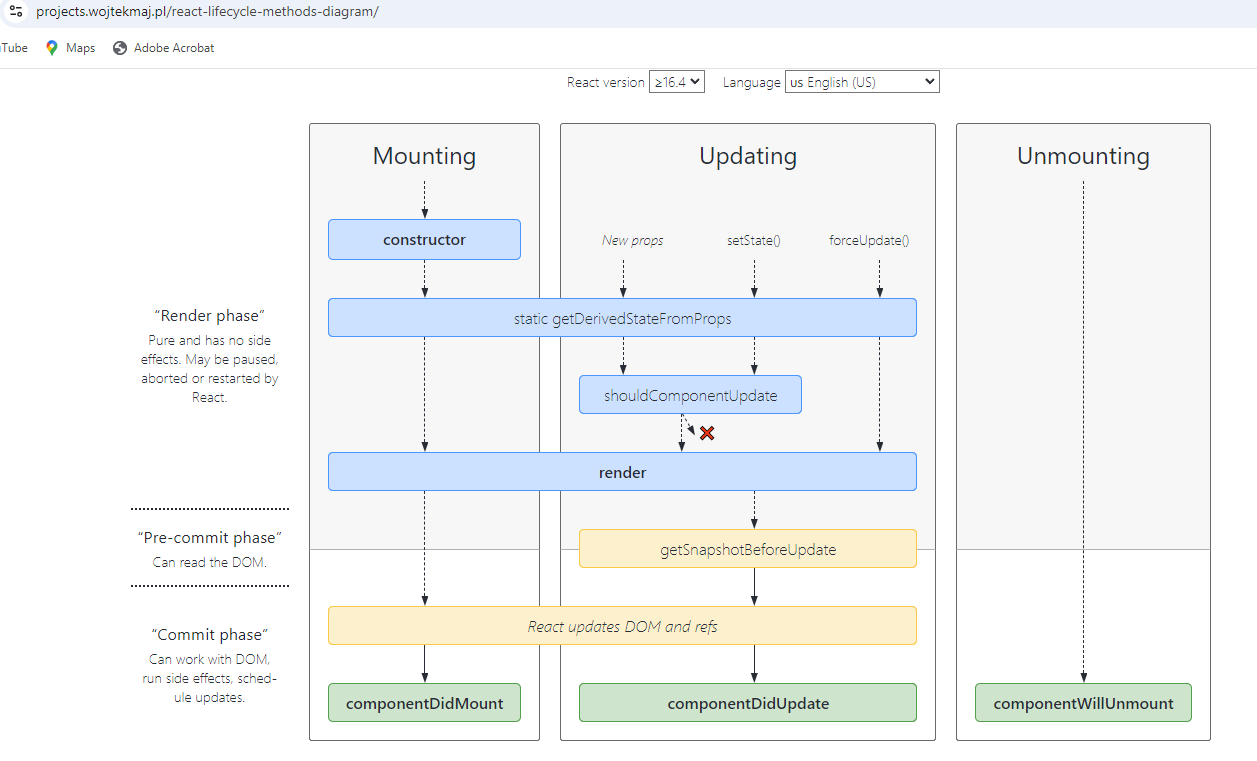 projects.wojtekmaj.pl/react-lifecycle-methods-diagram/
Tube Maps Adobe Acrobat
React version ≥16.4 Language us English (US)
Mounting
Updating
Unmounting
constructor
New props
setState()
forceUpdate()
“Render phase”
Pure and has no side
effects. May be paused,
aborted or restarted by
React.
static getDerivedStateFromProps
shouldComponentUpdate
render
“Pre-commit phase”
Can read the DOM.
getSnapshotBeforeUpdate
“Commit phase”
Can work with DOM,
run side effects, sched-
ule updates.
React updates DOM and refs
componentDidMount
componentDidUpdate
componentWillUnmount